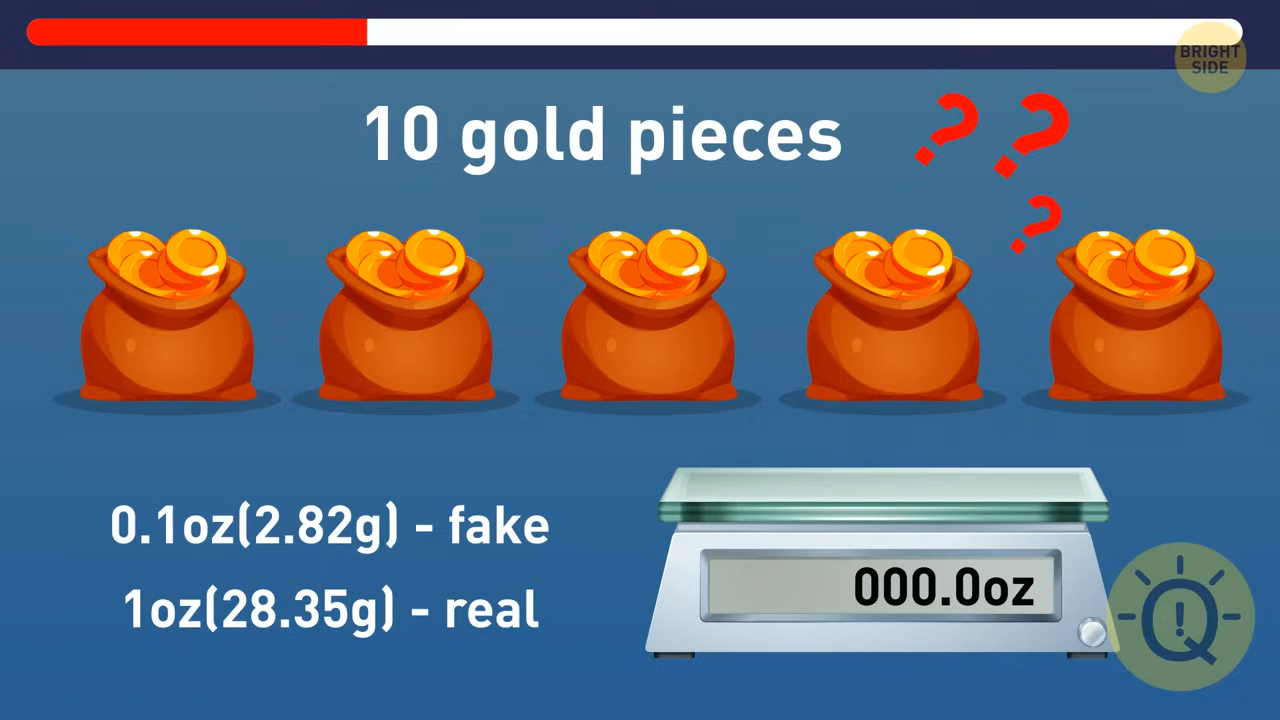 BRIGHT
SIDE
10 gold pieces
? ?
?
0.1oz(2.82g) - fake
1oz(28.35g) - real
000.0oz
Q!